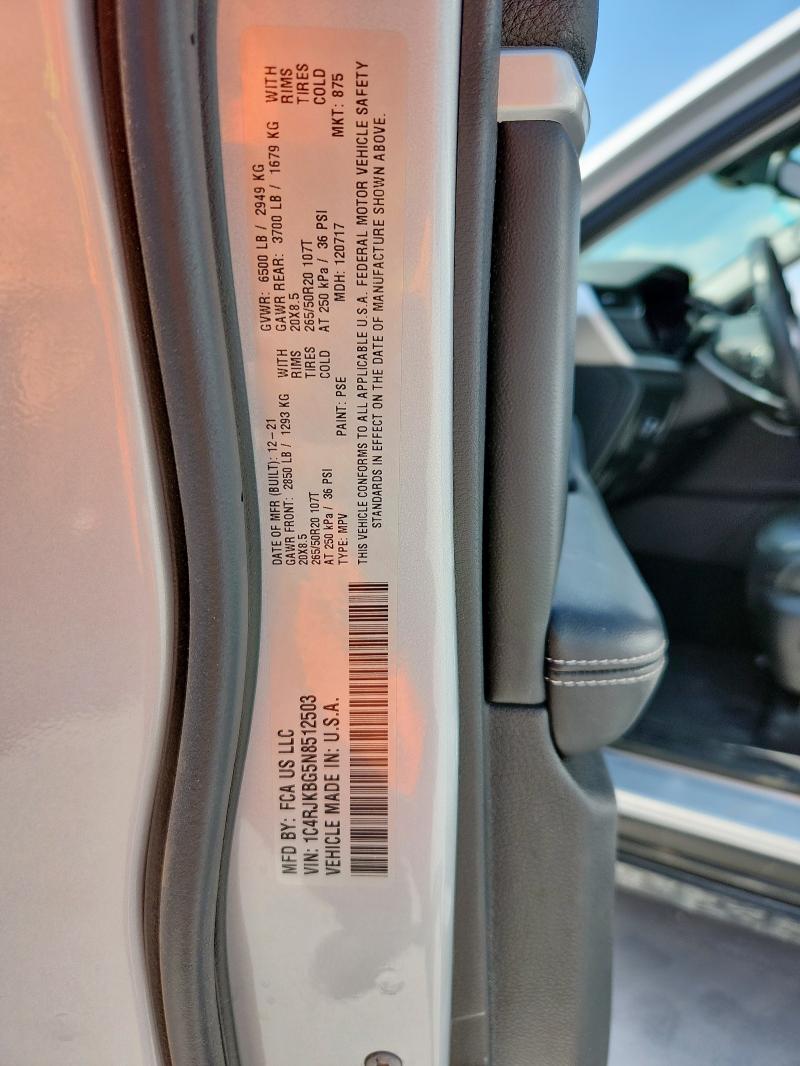 MFD BY: FCA US LLC
VIN: 1C4RJKBG5N8512503
VEHICLE MADE IN: U.S.A.
DATE OF MFR (BUILT): 12-21
GAWR FRONT: 2850 LB / 1293 KG WITH
20X8.5 RIMS
265/50R20 107T TIRES
AT 250 kPa / 36 PSI COLD
TYPE: MPV PAINT: PSE
GVWR: 6500 LB / 2949 KG
GAWR REAR: 3700 LB / 1679 KG WITH
20X8.5 RIMS
265/50R20 107T TIRES
AT 250 kPa / 36 PSI COLD
MDH: 120717 MKT: 875
THIS VEHICLE CONFORMS TO ALL APPLICABLE U.S.A. FEDERAL MOTOR VEHICLE SAFETY
STANDARDS IN EFFECT ON THE DATE OF MANUFACTURE SHOWN ABOVE.